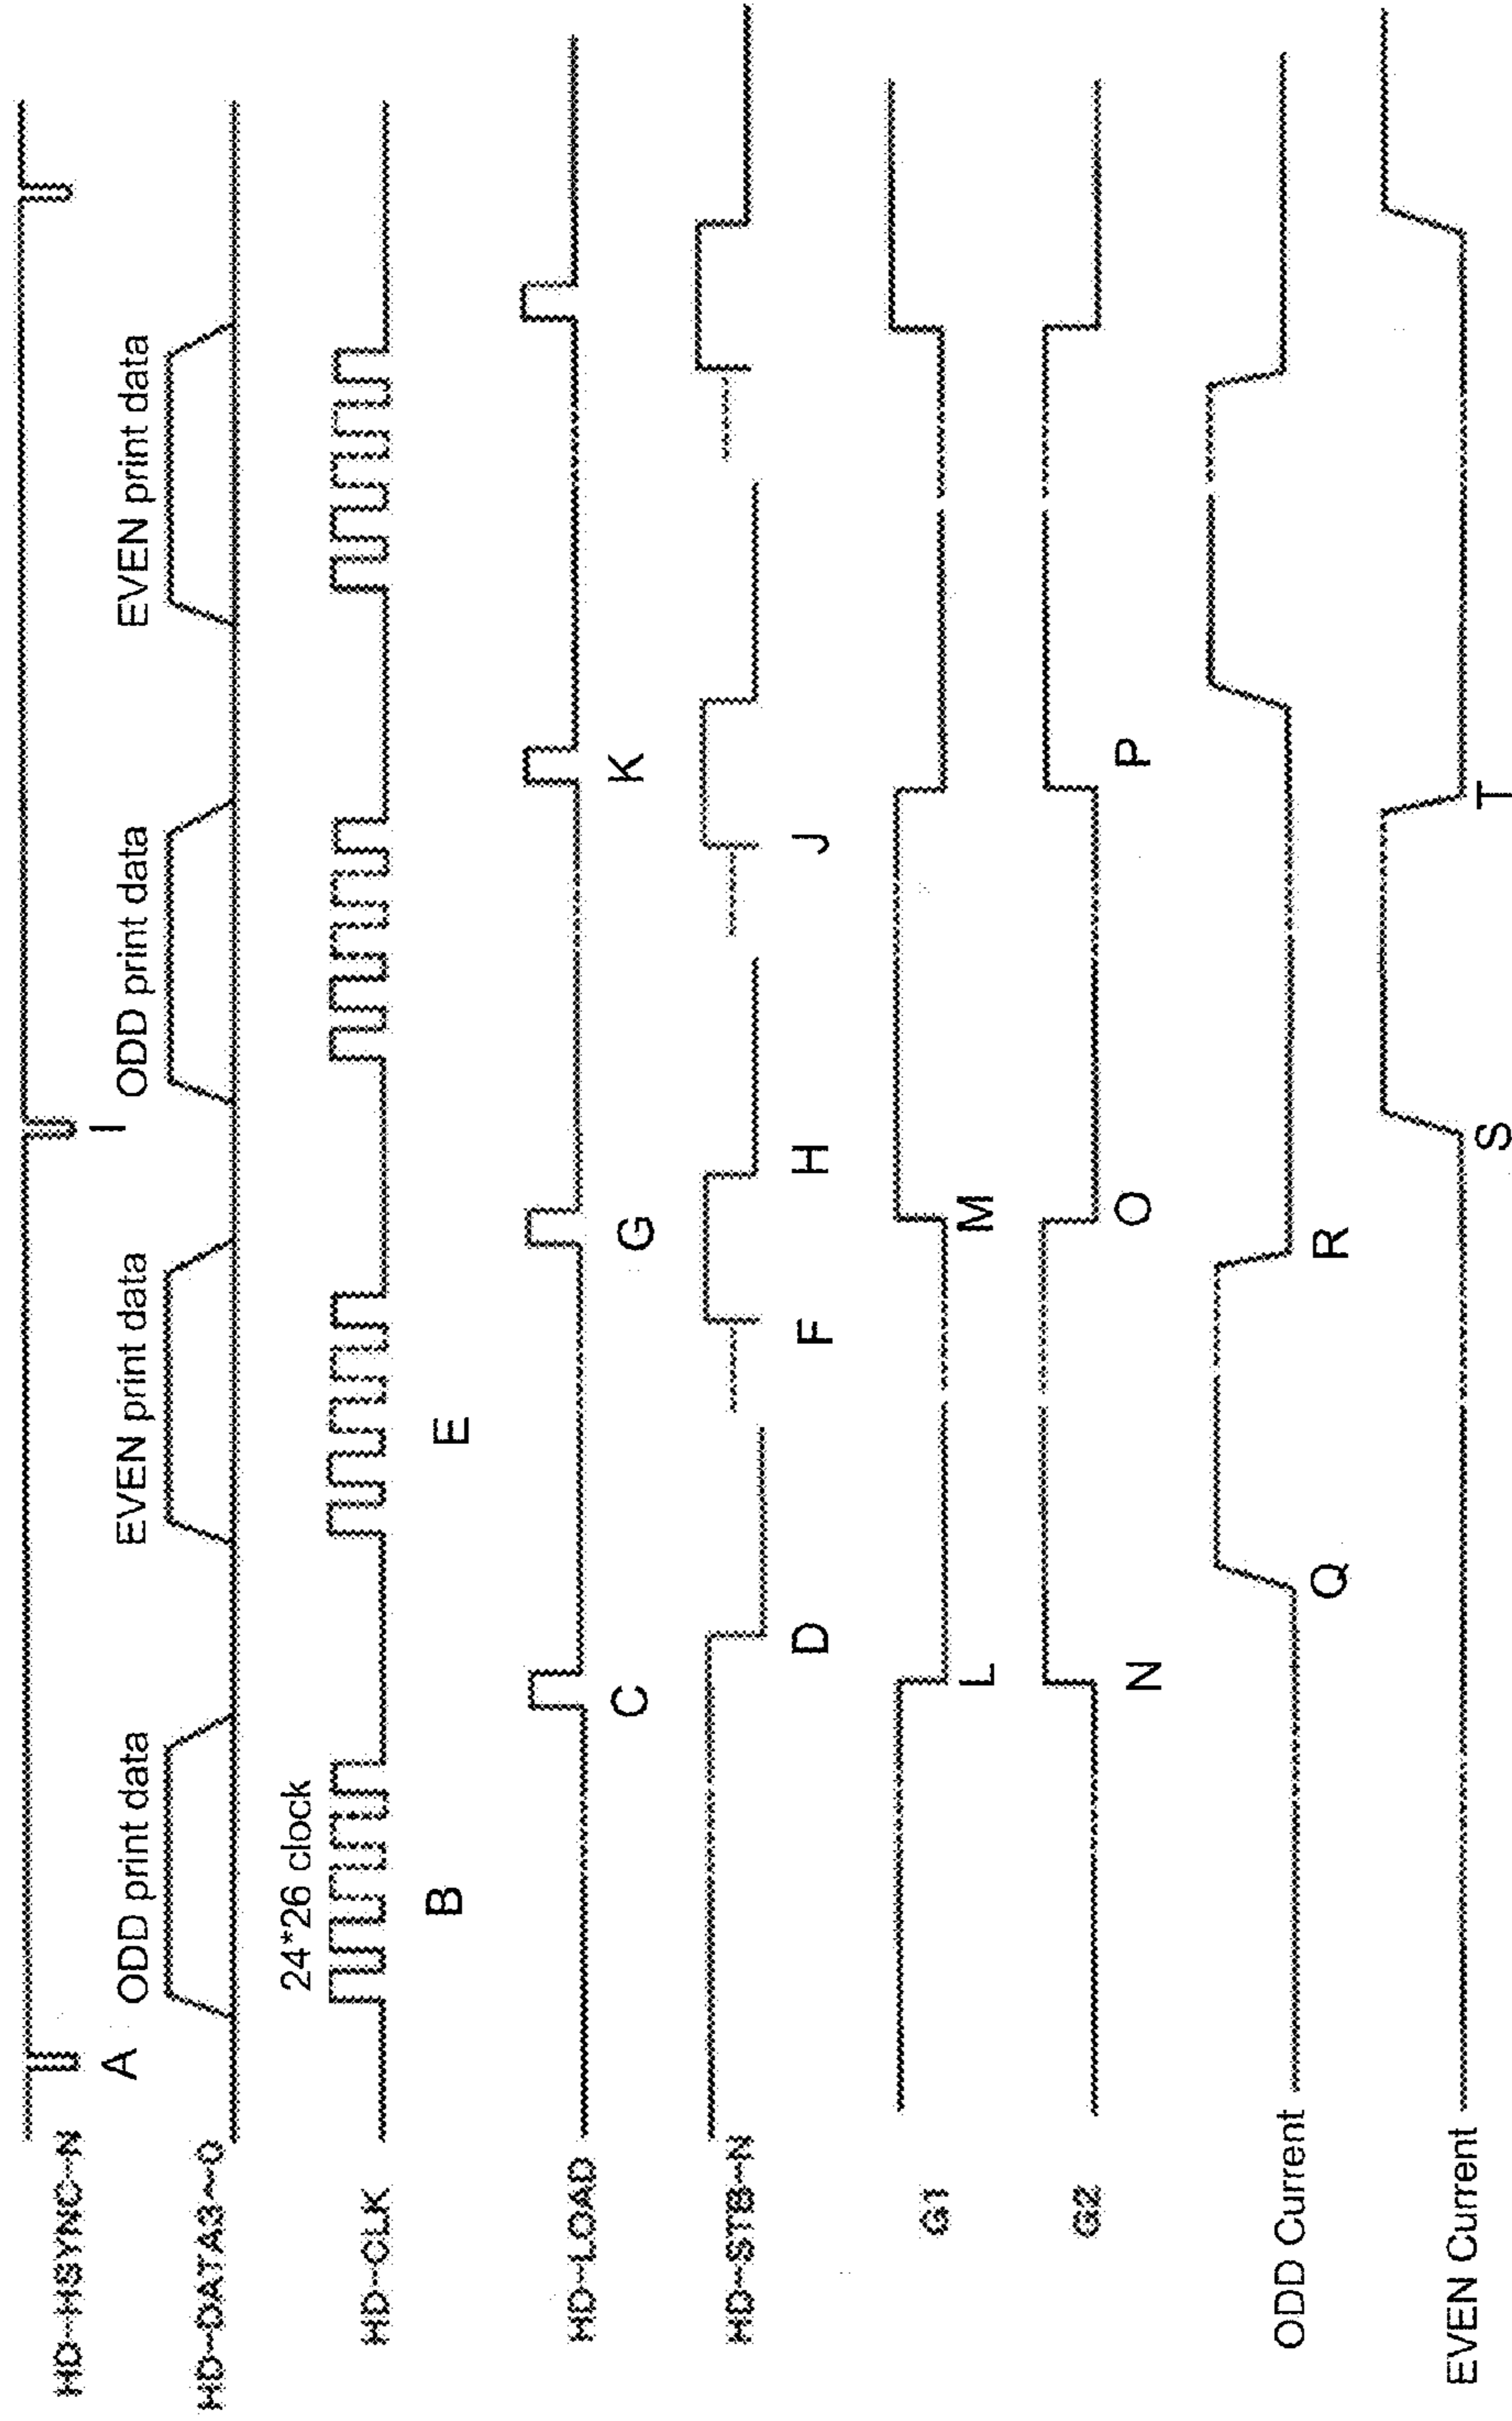 HD-HSYNC-N
A
I
HD-DATA3~0
ODD print data
EVEN print data
ODD print data
EVEN print data
HD-CLK
24*26 clock
B
E
HD-LOAD
C
G
K
HD-STB-N
D
F
H
J
G1
L
M
G2
N
O
P
ODD Current
Q
R
EVEN Current
S
T